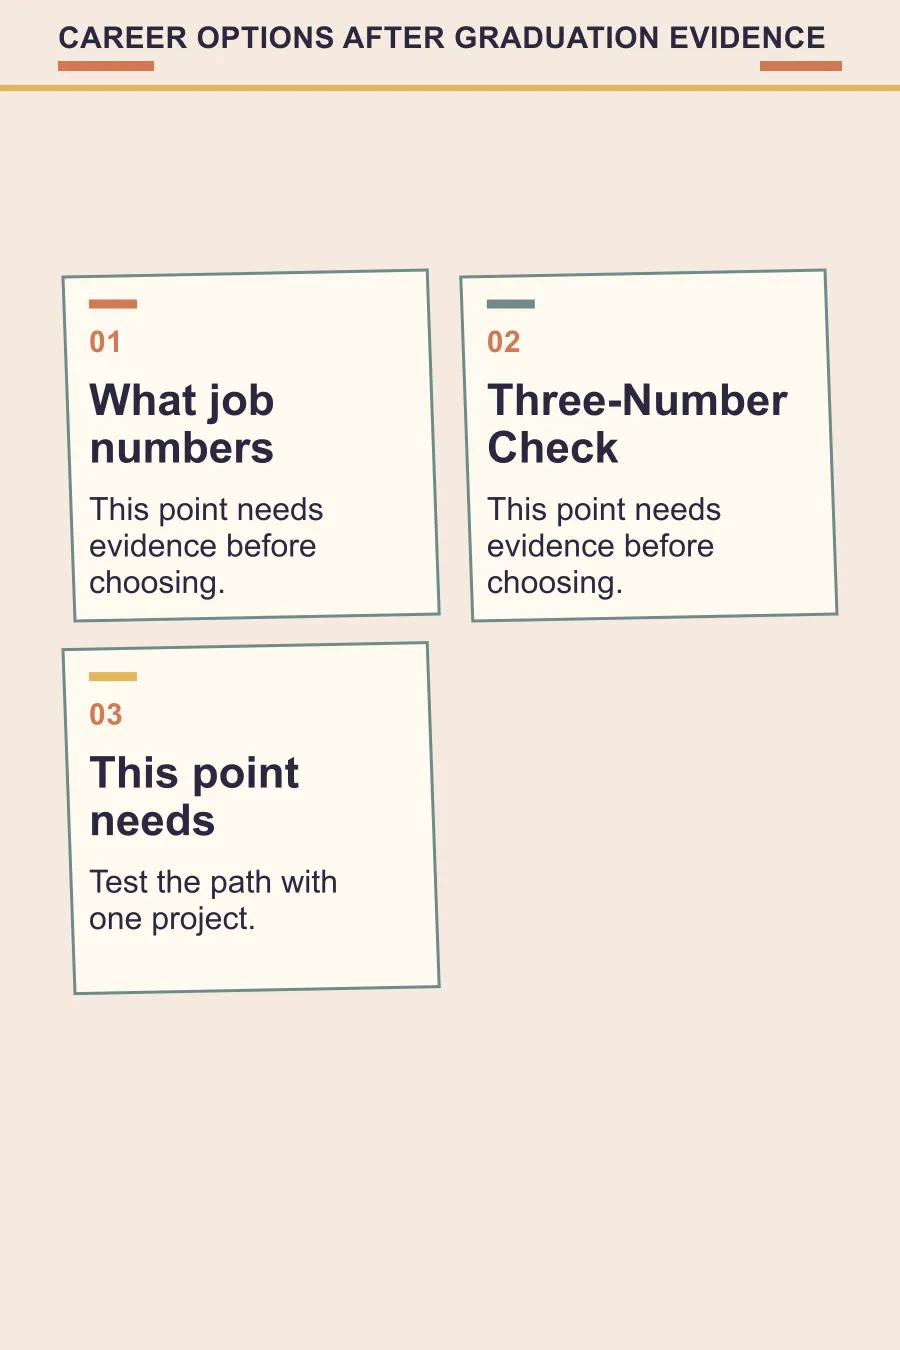 CAREER OPTIONS AFTER GRADUATION EVIDENCE
01
What job
numbers
This point needs
evidence before
choosing.
02
Three-Number
Check
This point needs
evidence before
choosing.
03
This point
needs
Test the path with
one project.